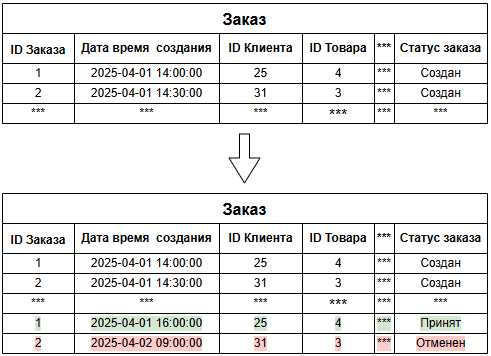 Заказ
ID Заказа Дата время создания ID Клиента ID Товара *** Статус заказа
1 2025-04-01 14:00:00 25 4 *** Создан
2 2025-04-01 14:30:00 31 3 *** Создан
*** *** *** *** *** ***
Заказ
ID Заказа Дата время создания ID Клиента ID Товара *** Статус заказа
1 2025-04-01 14:00:00 25 4 *** Создан
2 2025-04-01 14:30:00 31 3 *** Создан
*** *** *** *** *** ***
1 2025-04-01 16:00:00 25 4 *** Принят
2 2025-04-02 09:00:00 31 3 *** Отменен